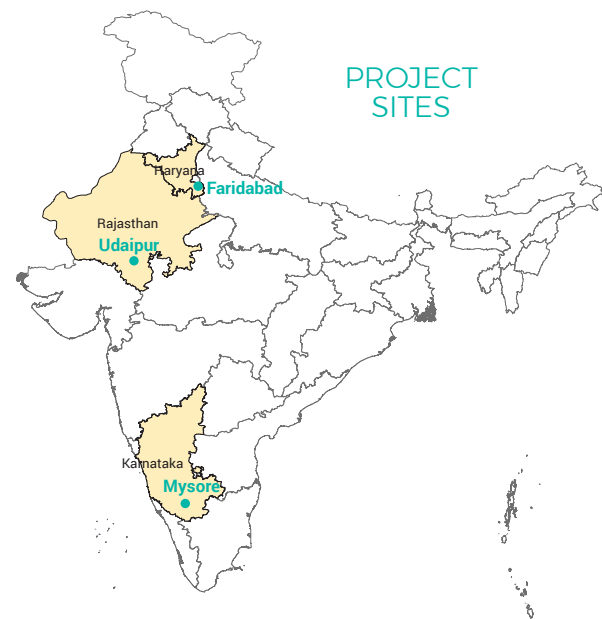 PROJECT
SITES
Haryana
Faridabad
Rajasthan
Udaipur
Karnataka
Mysore